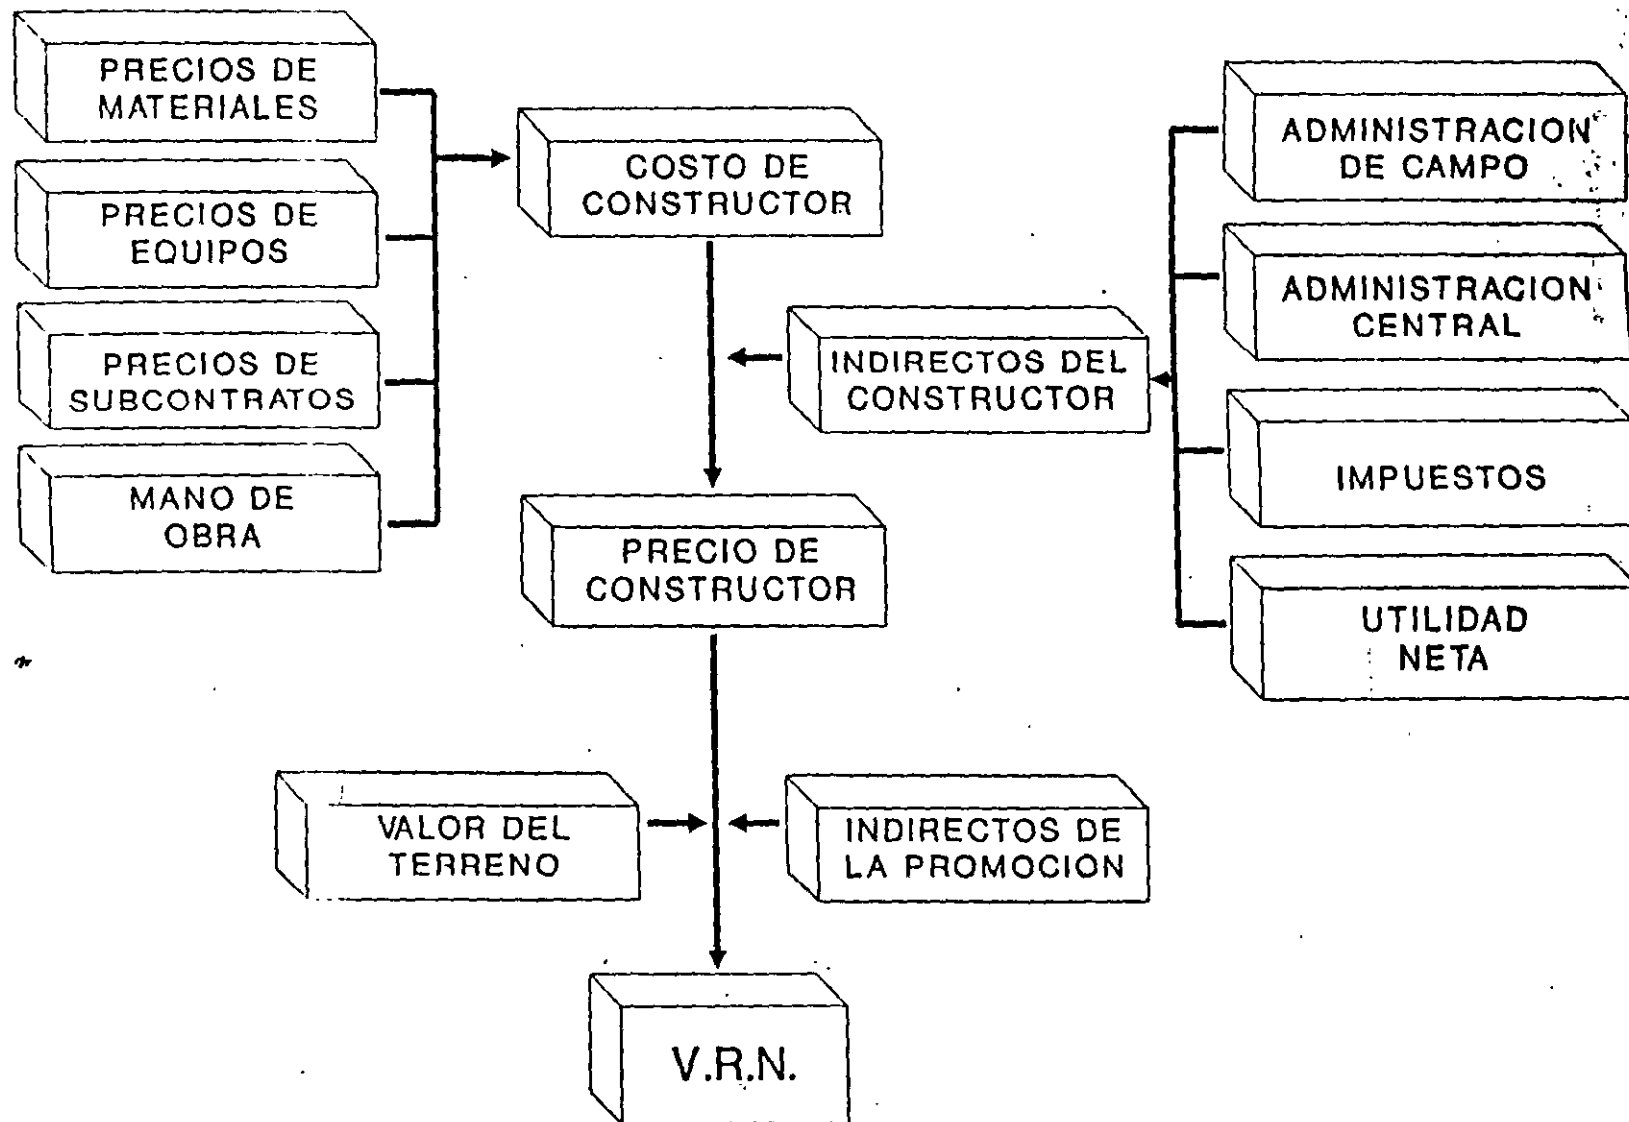 PRECIOS DE
MATERIALES
PRECIOS DE
EQUIPOS
PRECIOS DE
SUBCONTRATOS
MANO DE
OBRA
COSTO DE
CONSTRUCTOR
INDIRECTOS DEL
CONSTRUCTOR
ADMINISTRACION
DE CAMPO
ADMINISTRACION
CENTRAL
IMPUESTOS
UTILIDAD
NETA
PRECIO DE
CONSTRUCTOR
VALOR DEL
TERRENO
INDIRECTOS DE
LA PROMOCION
V.R.N.